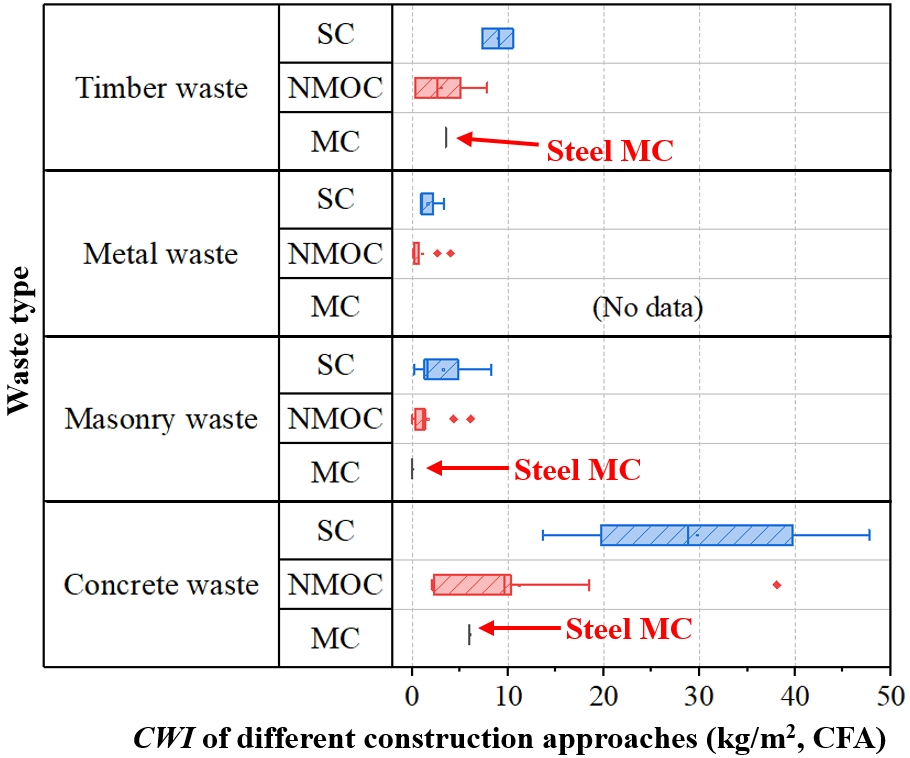 Waste type
Timber waste
SC
NMOC
MC
Steel MC
Metal waste
SC
NMOC
MC
(No data)
Masonry waste
SC
NMOC
MC
Steel MC
Concrete waste
SC
NMOC
MC
Steel MC
0 10 20 30 40 50
CWI of different construction approaches (kg/m², CFA)